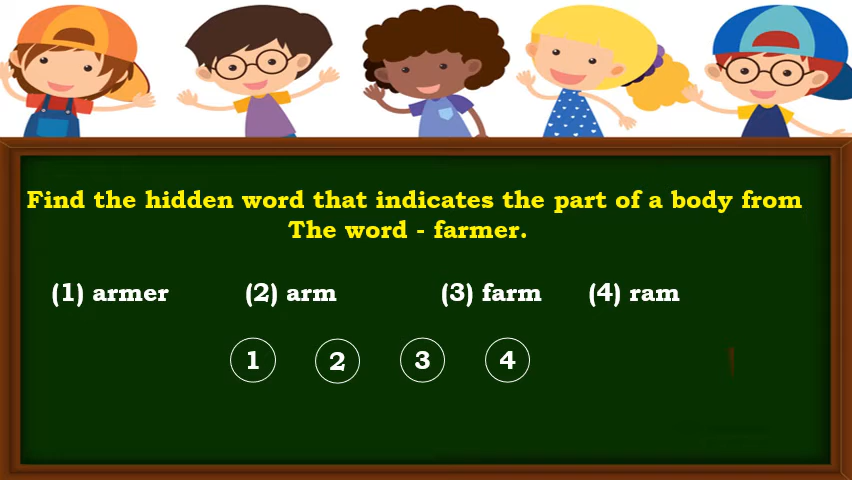 Find the hidden word that indicates the part of a body from
The word - farmer.
(1) armer (2) arm (3) farm (4) ram
1 2 3 4